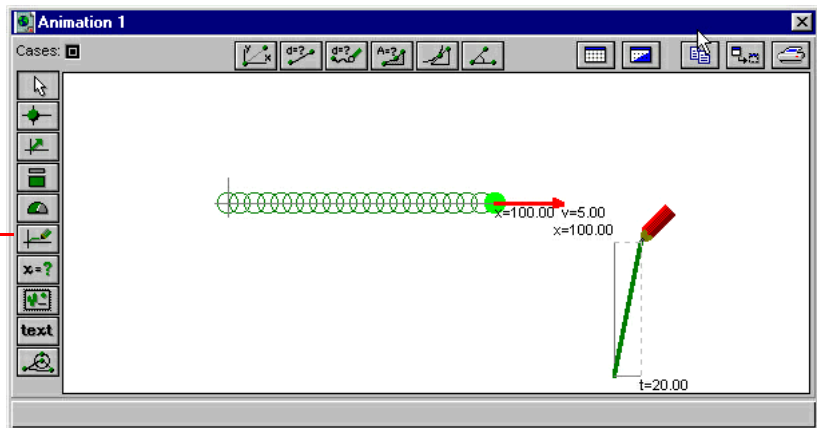 Animation 1
Cases:
y x d=? d=? A=?
x=?
text
x=100.00 v=5.00
x=100.00
t=20.00